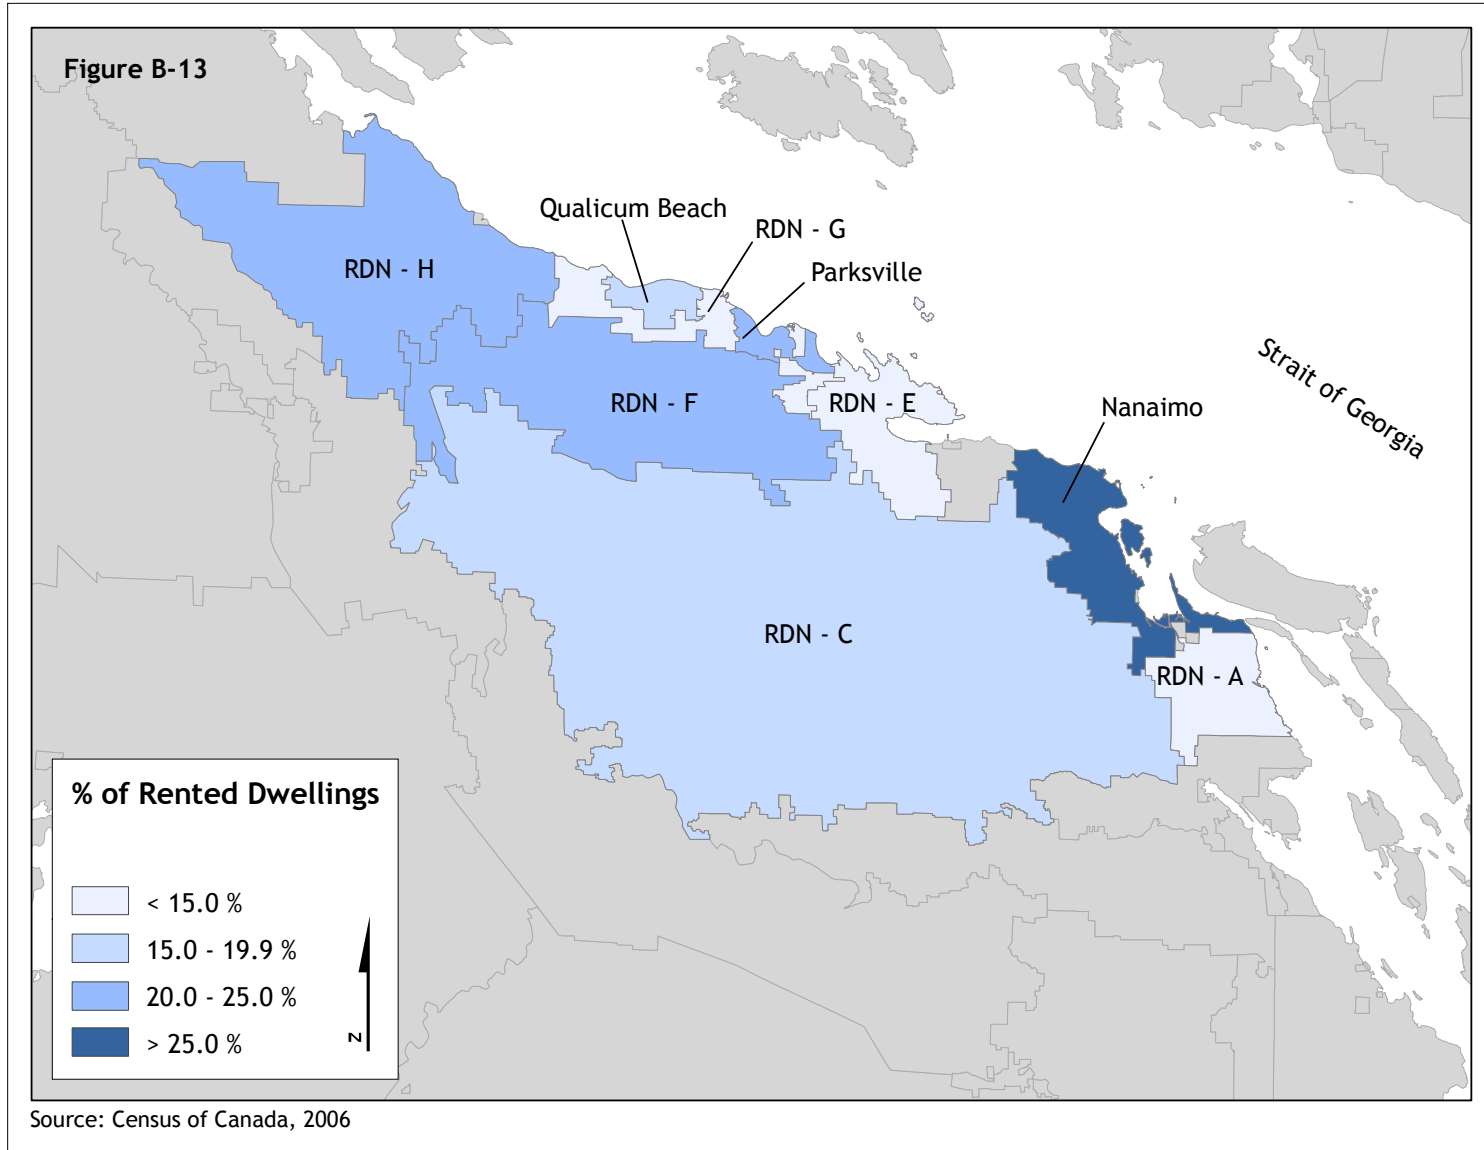 Figure B-13
Qualicum Beach
RDN - G
Parksville
RDN - H
Strait of Georgia
RDN - F
RDN - E
Nanaimo
RDN - C
RDN - A
% of Rented Dwellings
< 15.0 %
15.0 - 19.9 %
20.0 - 25.0 %
> 25.0 %
N
Source: Census of Canada, 2006